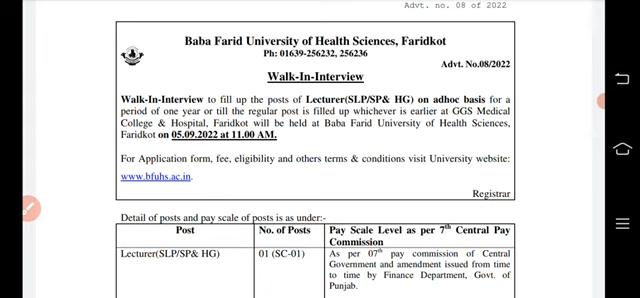 Advt. no. 08 of 2022
Baba Farid University of Health Sciences, Faridkot
Ph: 01639-256232, 256236
Advt. No.08/2022
Walk-In-Interview
Walk-In-Interview to fill up the posts of Lecturer(SLP/SP& HG) on adhoc basis for a
period of one year or till the regular post is filled up whichever is earlier at GGS Medical
College & Hospital, Faridkot will be held at Baba Farid University of Health Sciences,
Faridkot on 05.09.2022 at 11.00 AM.
For Application form, fee, eligibility and others terms & conditions visit University website:
www.bfuhs.ac.in.
Registrar
Detail of posts and pay scale of posts is as under:-
Post No. of Posts Pay Scale Level as per 7th Central Pay
Commission
Lecturer(SLP/SP& HG) 01 (SC-01) As per 07th pay commission of Central
Government and amendment issued from time
to time by Finance Department, Govt. of
Punjab.